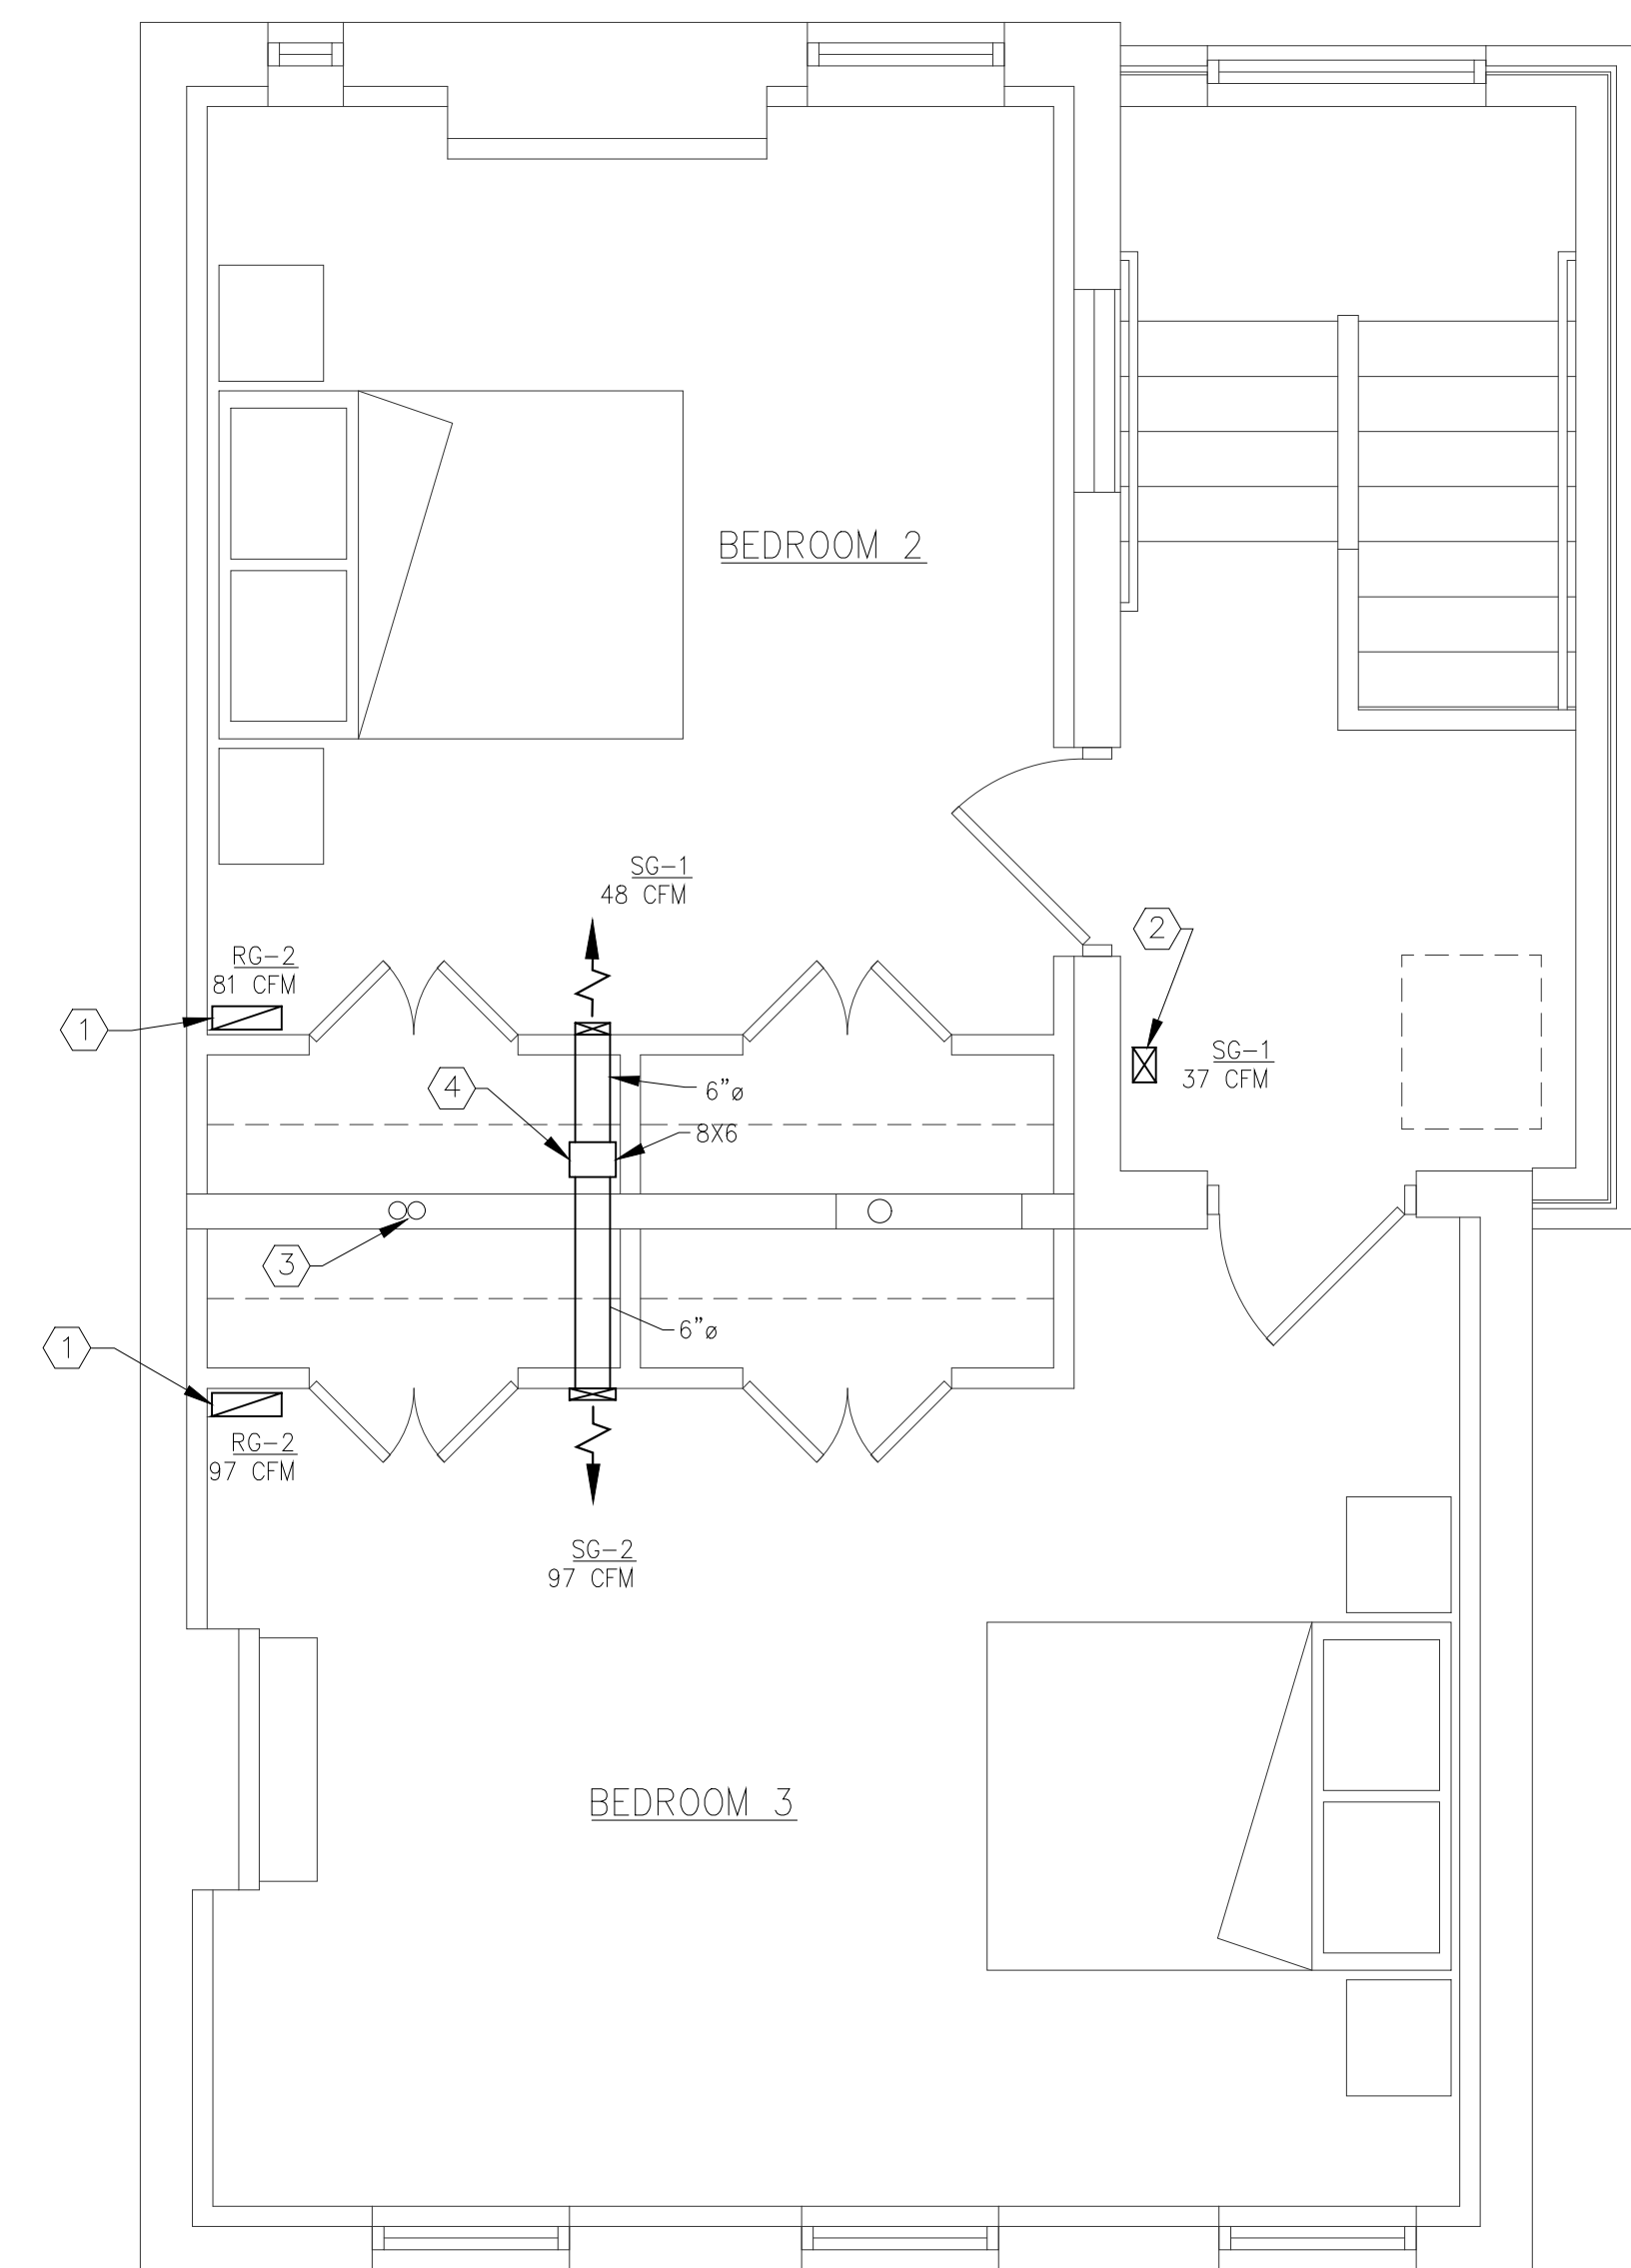 BEDROOM 2
SG-1
48 CFM
2
RG-2
81 CFM
1
SG-1
37 CFM
4
6"ø
8X6
3
6"ø
1
RG-2
97 CFM
SG-2
97 CFM
BEDROOM 3